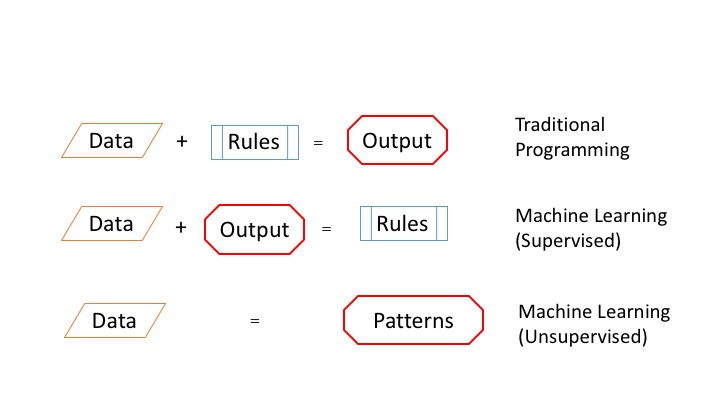 Data + Rules = Output Traditional
Programming
Data + Output = Rules Machine Learning
(Supervised)
Data = Patterns Machine Learning
(Unsupervised)